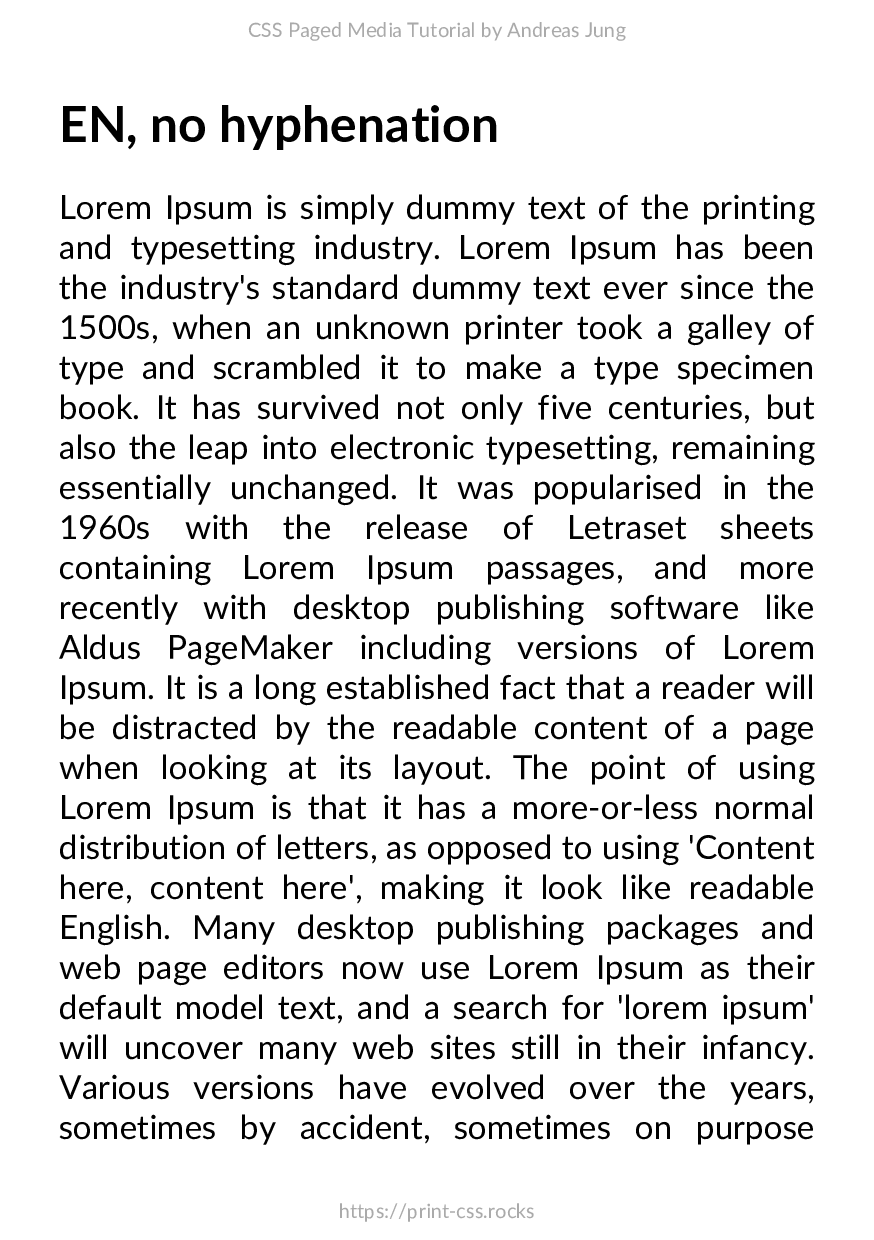 CSS Paged Media Tutorial by Andreas Jung
EN, no hyphenation
Lorem Ipsum is simply dummy text of the printing
and typesetting industry. Lorem Ipsum has been
the industry's standard dummy text ever since the
1500s, when an unknown printer took a galley of
type and scrambled it to make a type specimen
book. It has survived not only five centuries, but
also the leap into electronic typesetting, remaining
essentially unchanged. It was popularised in the
1960s with the release of Letraset sheets
containing Lorem Ipsum passages, and more
recently with desktop publishing software like
Aldus PageMaker including versions of Lorem
Ipsum. It is a long established fact that a reader will
be distracted by the readable content of a page
when looking at its layout. The point of using
Lorem Ipsum is that it has a more-or-less normal
distribution of letters, as opposed to using 'Content
here, content here', making it look like readable
English. Many desktop publishing packages and
web page editors now use Lorem Ipsum as their
default model text, and a search for 'lorem ipsum'
will uncover many web sites still in their infancy.
Various versions have evolved over the years,
sometimes by accident, sometimes on purpose
https://print-css.rocks